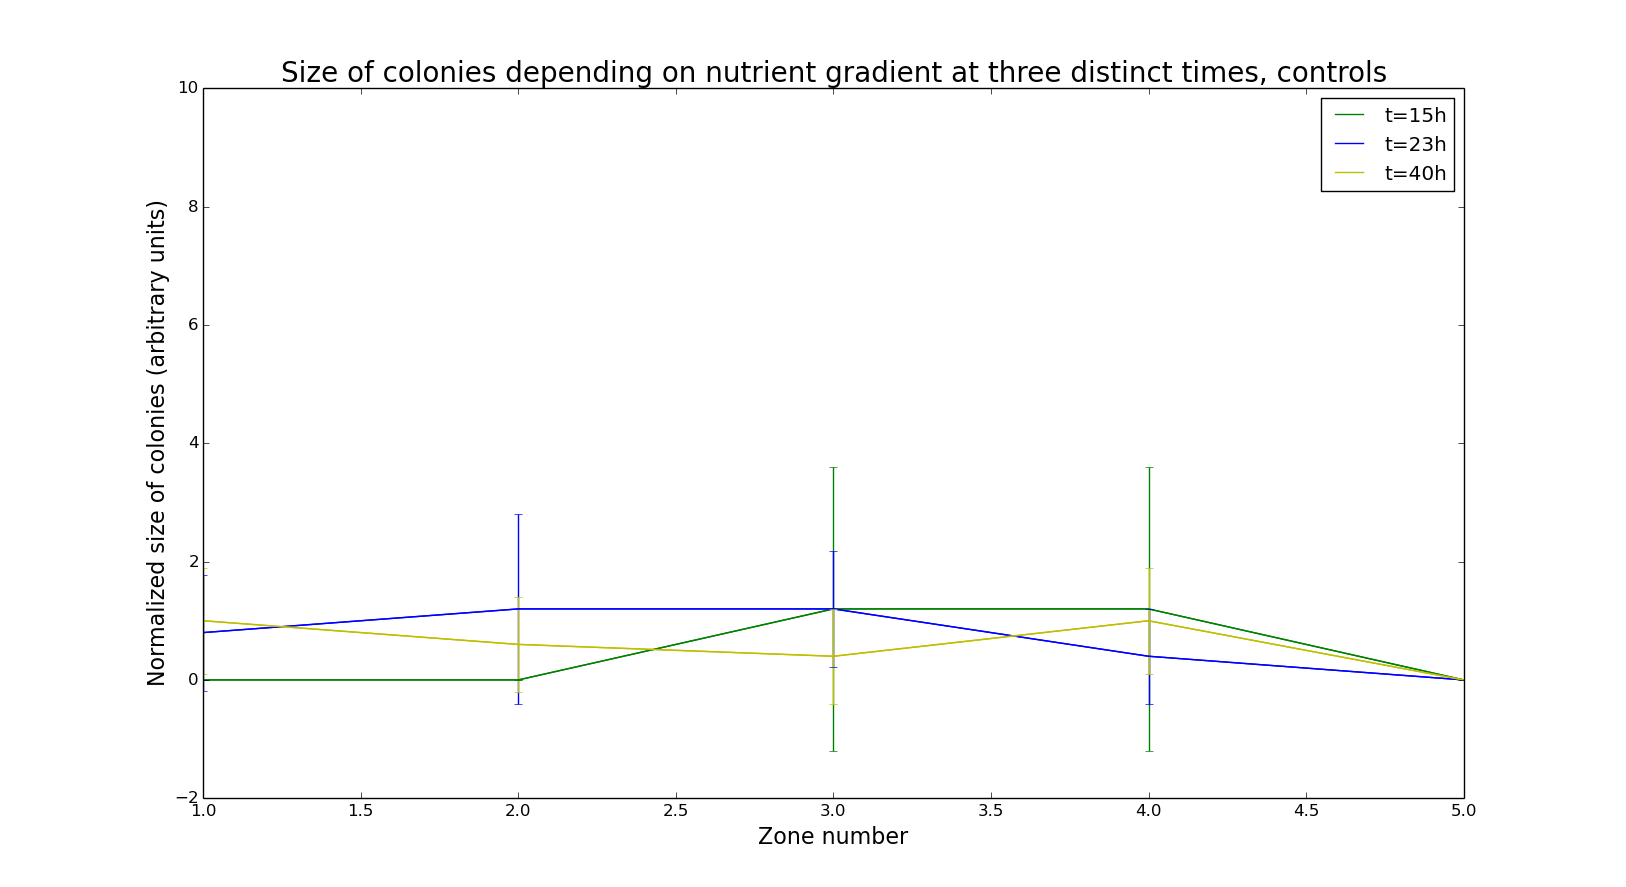 Size of colonies depending on nutrient gradient at three distinct times, controls
10
8
6
4
2
0
−2
Normalized size of colonies (arbitrary units)
t=15h
t=23h
t=40h
1.0 1.5 2.0 2.5 3.0 3.5 4.0 4.5 5.0
Zone number